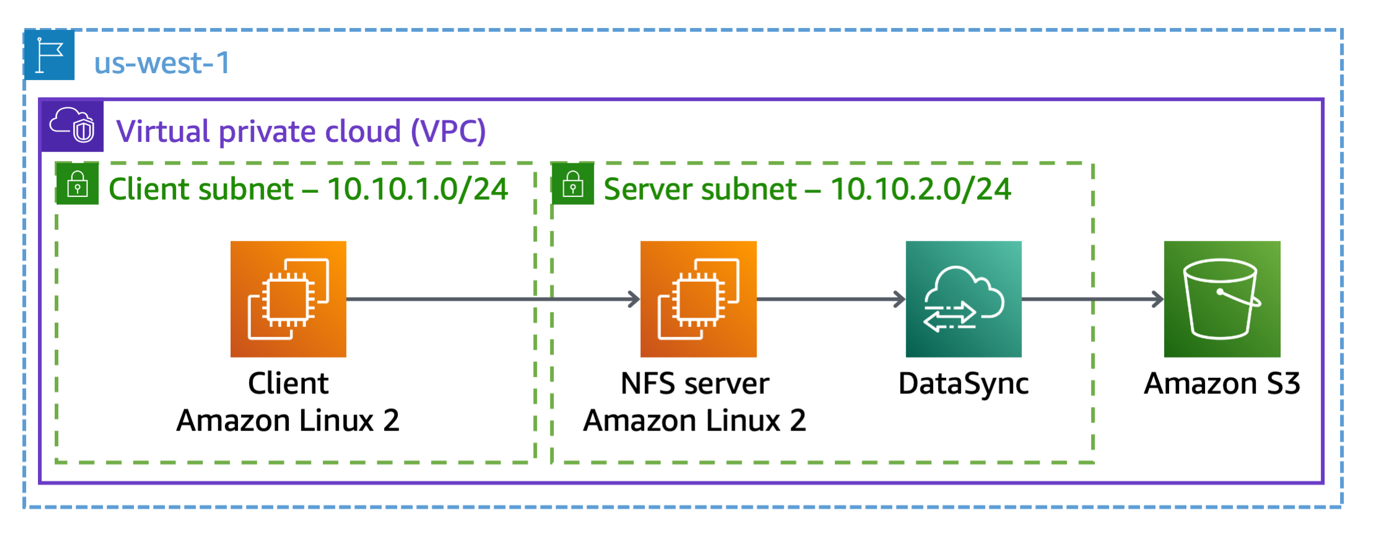 us-west-1
Virtual private cloud (VPC)
Client subnet – 10.10.1.0/24
Server subnet – 10.10.2.0/24
Client
Amazon Linux 2
NFS server
Amazon Linux 2
DataSync
Amazon S3